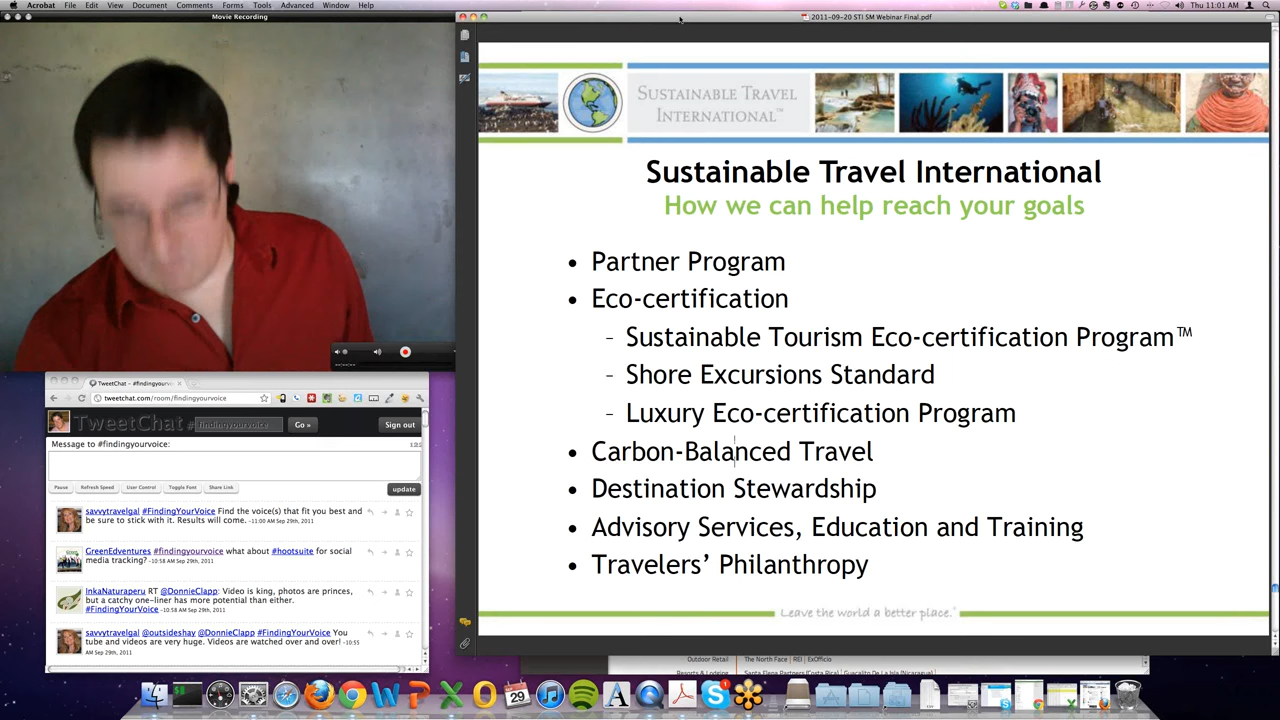 Acrobat File Edit View Document Comments Forms Tools Advanced Window Help
Thu 11:01 AM
Movie Recording
2011-09-20 STI SM Webinar Final.pdf
SUSTAINABLE TRAVEL
INTERNATIONAL™
Sustainable Travel International
How we can help reach your goals
• Partner Program
• Eco-certification
– Sustainable Tourism Eco-certification Program™
– Shore Excursions Standard
– Luxury Eco-certification Program
• Carbon-Balanced Travel
• Destination Stewardship
• Advisory Services, Education and Training
• Travelers’ Philanthropy
Leave the world a better place.
TweetChat - #findingyourv
tweetchat.com/room/findingyourvoice
TweetChat # findingyourvoice Go » Sign out
Message to #findingyourvoice:
Pause Refresh Speed User Control Toggle Font Share Link update
savvytravelgal #FindingYourVoice Find the voice(s) that fit you best and
be sure to stick with it. Results will come. -11:00 AM Sep 29th, 2011
GreenEdventures #findingyourvoice what about #hootsuite for social
media tracking? -10:58 AM Sep 29th, 2011
InkaNaturaperu RT @DonnieClapp: Video is king, photos are princes,
but a catchy one-liner has more potential than either.
#FindingYourVoice -10:58 AM Sep 29th, 2011
savvytravelgal @outsideshay @DonnieClapp #FindingYourVoice You
tube and videos are very huge. Videos are watched over and over! -10:55
AM Sep 29th, 2011
Outdoor Retail The North Face | REI | ExOfficio
29